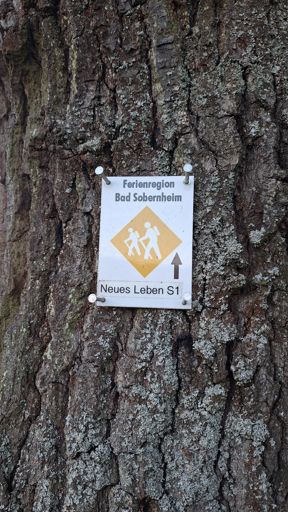 Ferienregion
Bad Sobernheim
Neues Leben S1